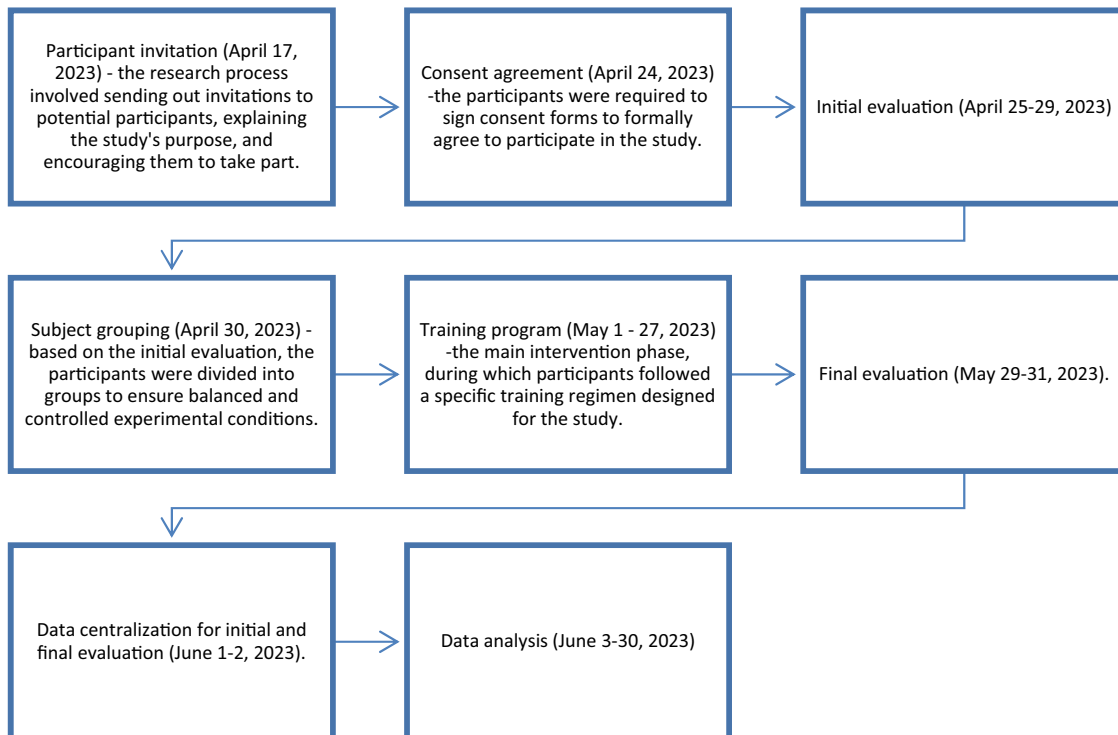 Participant invitation (April 17,
2023) - the research process
involved sending out invitations to
potential participants, explaining
the study's purpose, and
encouraging them to take part.
Consent agreement (April 24, 2023)
-the participants were required to
sign consent forms to formally
agree to participate in the study.
Initial evaluation (April 25-29, 2023)
Subject grouping (April 30, 2023) -
based on the initial evaluation, the
participants were divided into
groups to ensure balanced and
controlled experimental conditions.
Training program (May 1 - 27, 2023)
-the main intervention phase,
during which participants followed
a specific training regimen designed
for the study.
Final evaluation (May 29-31, 2023).
Data centralization for initial and
final evaluation (June 1-2, 2023).
Data analysis (June 3-30, 2023)